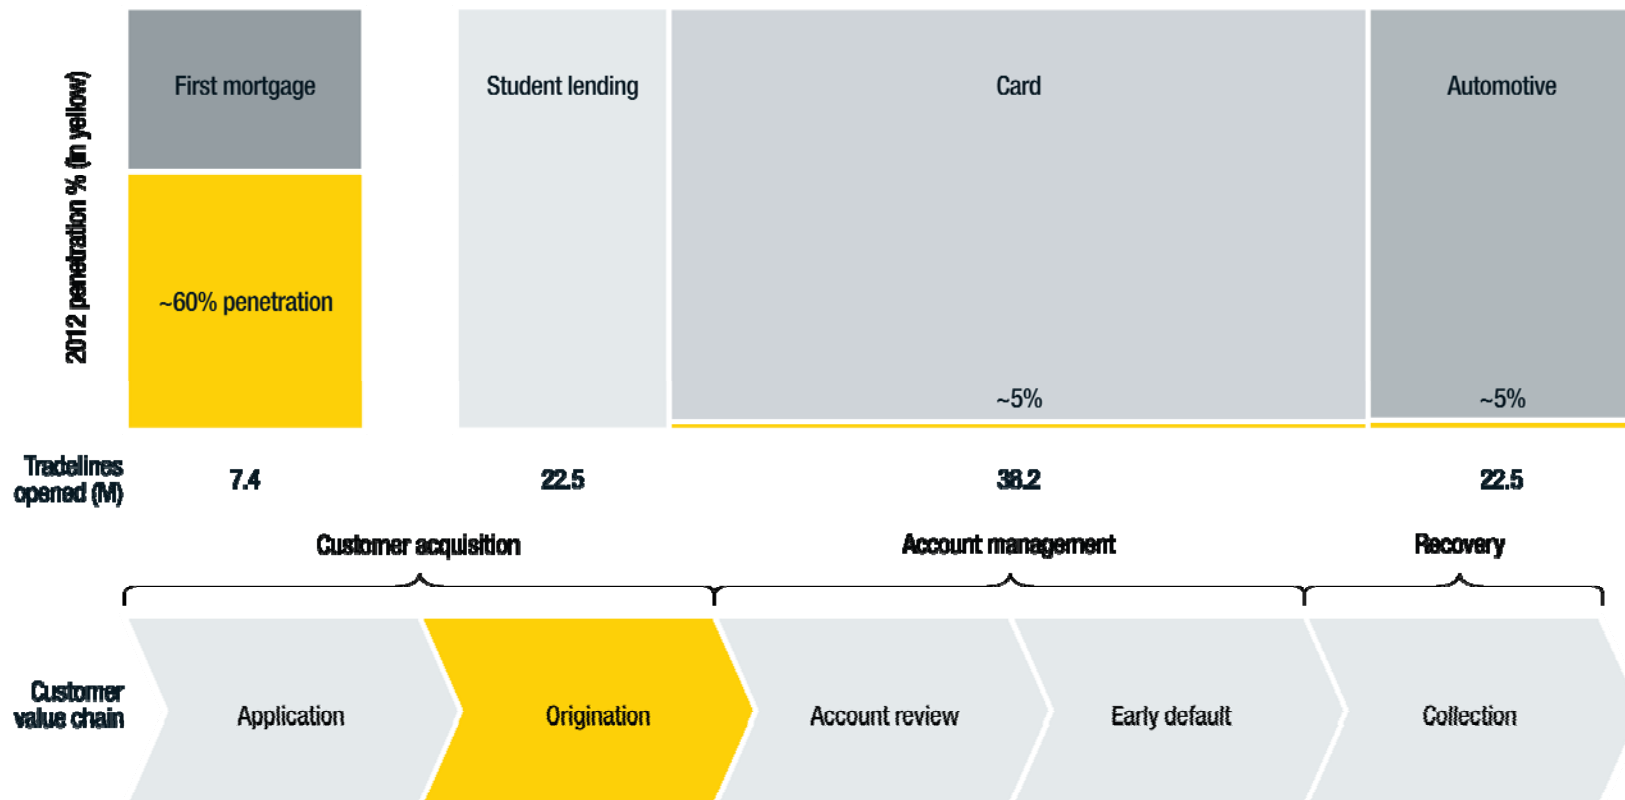 2012 penetration % (in yellow)
First mortgage
Student lending
Card
Automotive
~60% penetration
~5%
~5%
Tradelines
opened (M)
7.4
22.5
38.2
22.5
Customer acquisition
Account management
Recovery
Customer
value chain
Application
Origination
Account review
Early default
Collection